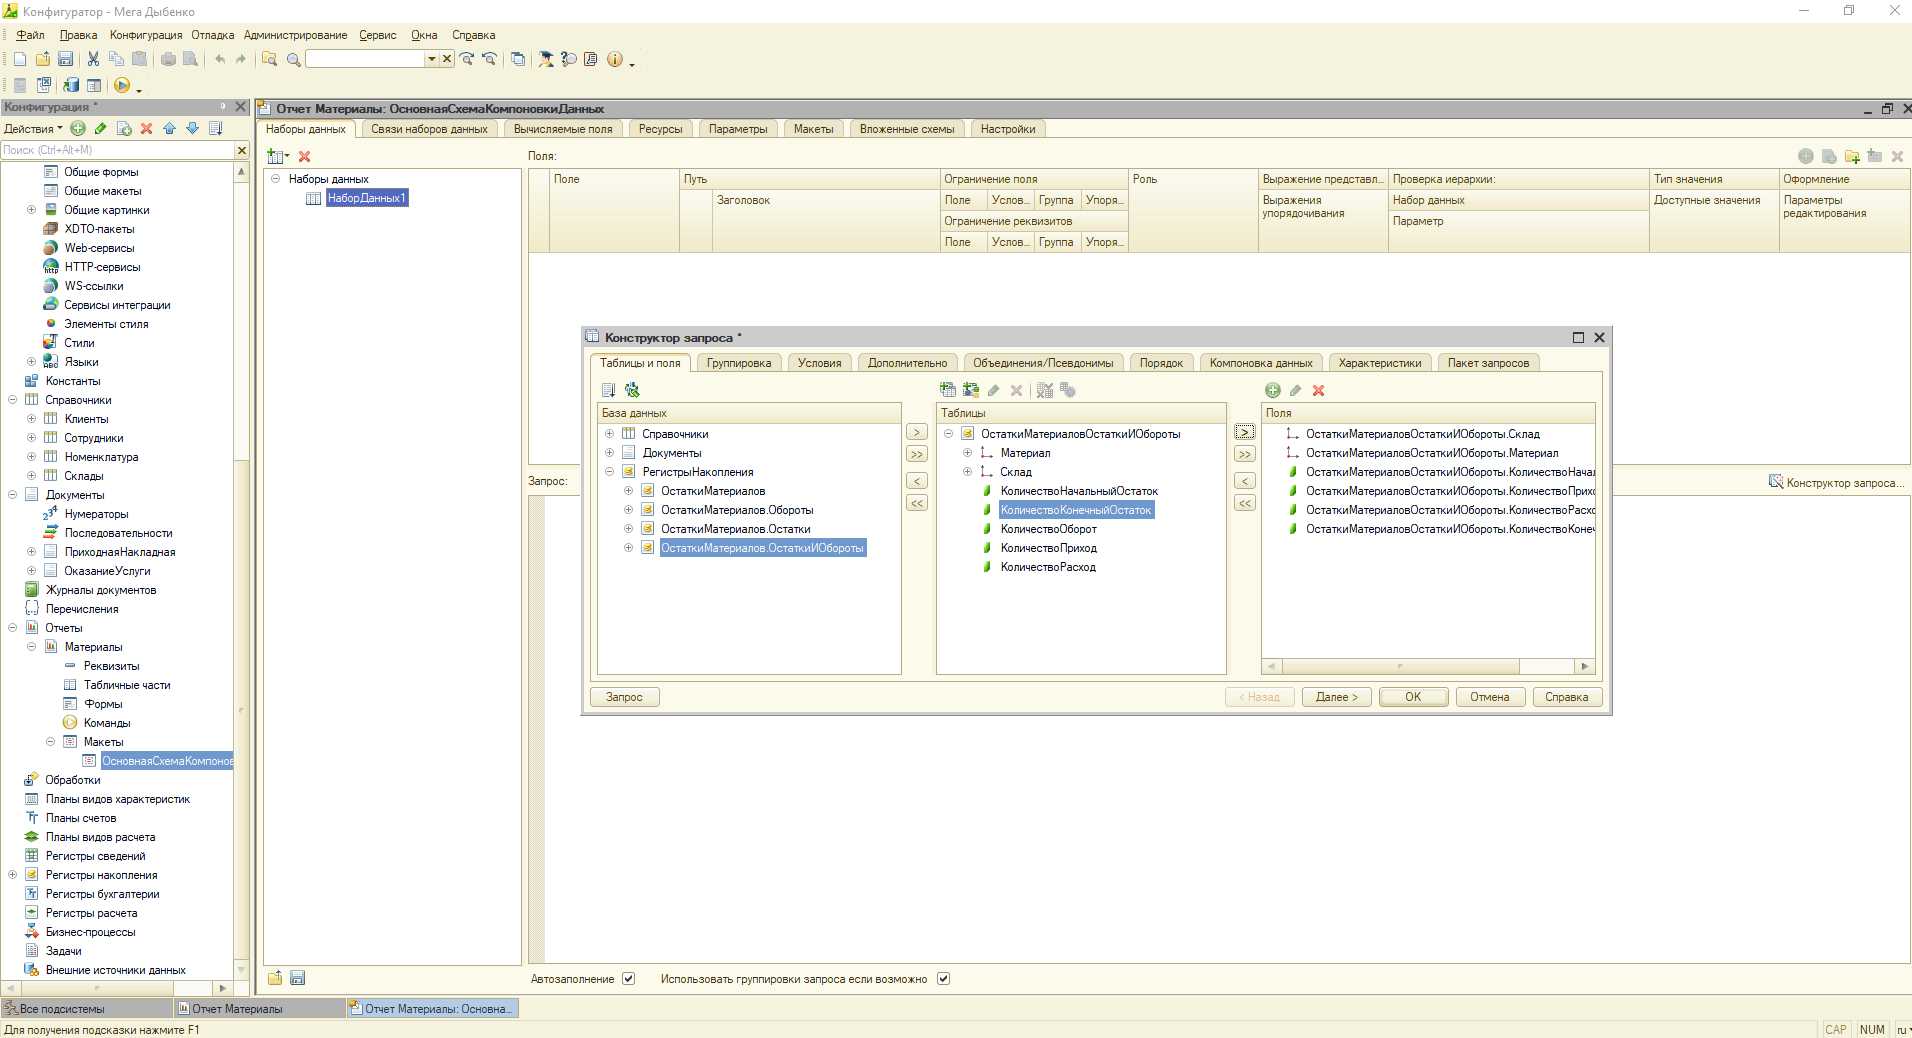 Конфигуратор - Мега Дыбенко
Файл Правка Конфигурация Отладка Администрирование Сервис Окна Справка
Конфигурация *
Действия
Поиск (Ctrl+Alt+M)
Общие формы
Общие макеты
Общие картинки
XDTO-пакеты
Web-сервисы
HTTP-сервисы
WS-ссылки
Сервисы интеграции
Элементы стиля
Стили
Языки
Константы
Справочники
Клиенты
Сотрудники
Номенклатура
Склады
Документы
Нумераторы
Последовательности
ПриходнаяНакладная
ОказаниеУслуги
Журналы документов
Перечисления
Отчеты
Материалы
Реквизиты
Табличные части
Формы
Команды
Макеты
ОсновнаяСхемаКомпонов
Обработки
Планы видов характеристик
Планы счетов
Планы видов расчета
Регистры сведений
Регистры накопления
Регистры бухгалтерии
Регистры расчета
Бизнес-процессы
Задачи
Внешние источники данных
Отчет Материалы: ОсновнаяСхемаКомпоновкиДанных
Наборы данных Связи наборов данных Вычисляемые поля Ресурсы Параметры Макеты Вложенные схемы Настройки
Наборы данных
НаборДанных1
Поля:
Поле Путь Ограничение поля Роль Выражение представл... Проверка иерархии: Тип значения Оформление
Заголовок Поле Услов... Группа Упоря... Выражения упорядочивания Набор данных Доступные значения Параметры редактирования
Ограничение реквизитов Параметр
Поле Услов... Группа Упоря...
Запрос:
Конструктор запроса...
Конструктор запроса *
Таблицы и поля Группировка Условия Дополнительно Объединения/Псевдонимы Порядок Компоновка данных Характеристики Пакет запросов
База данных
Справочники
Документы
РегистрыНакопления
ОстаткиМатериалов
ОстаткиМатериалов.Обороты
ОстаткиМатериалов.Остатки
ОстаткиМатериалов.ОстаткиИОбороты
> >> < <<
Таблицы
ОстаткиМатериаловОстаткиИОбороты
Материал
Склад
КоличествоНачальныйОстаток
КоличествоКонечныйОстаток
КоличествоОборот
КоличествоПриход
КоличествоРасход
> >> < <<
Поля
ОстаткиМатериаловОстаткиИОбороты.Склад
ОстаткиМатериаловОстаткиИОбороты.Материал
ОстаткиМатериаловОстаткиИОбороты.КоличествоНачал
ОстаткиМатериаловОстаткиИОбороты.КоличествоПрихо
ОстаткиМатериаловОстаткиИОбороты.КоличествоРасхо
ОстаткиМатериаловОстаткиИОбороты.КоличествоКонеч
Запрос < Назад Далее > ОК Отмена Справка
Автозаполнение Использовать группировки запроса если возможно
Все подсистемы Отчет Материалы Отчет Материалы: Основна...
Для получения подсказки нажмите F1 CAP NUM ru